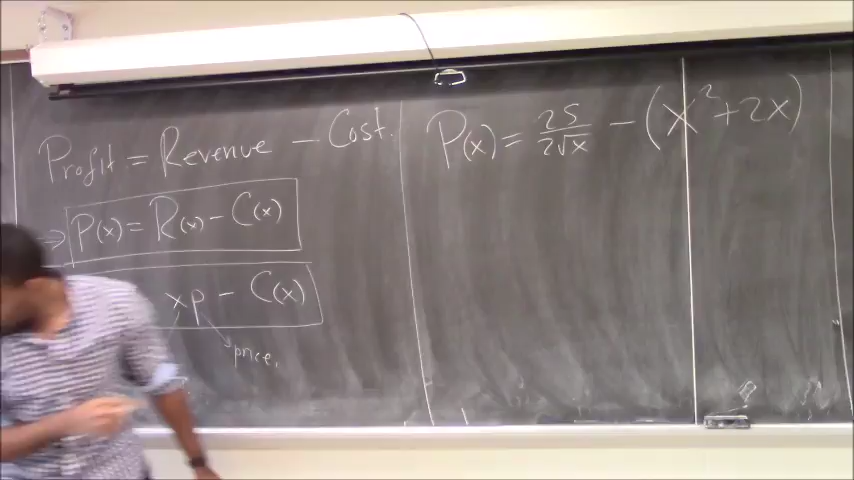 Profit = Revenue - Cost.
⇒ P(x) = R(x) - C(x)
xp - C(x)
price.
P(x) = 25/2√x - (x² + 2x)